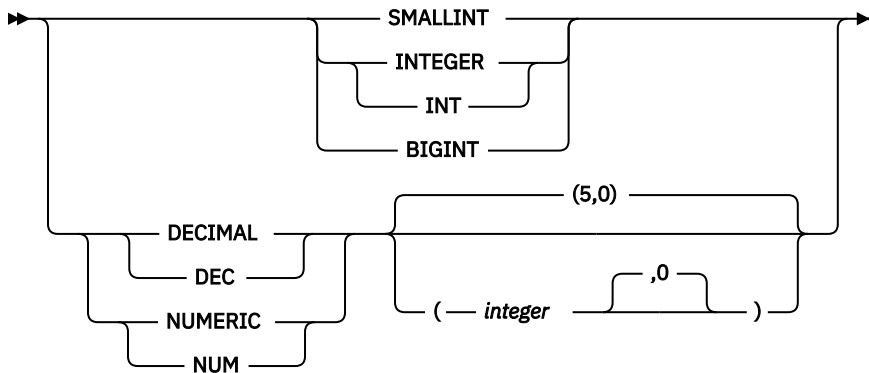 SMALLINT
INTEGER
INT
BIGINT
(5,0)
DECIMAL
DEC
,0
( integer )
NUMERIC
NUM